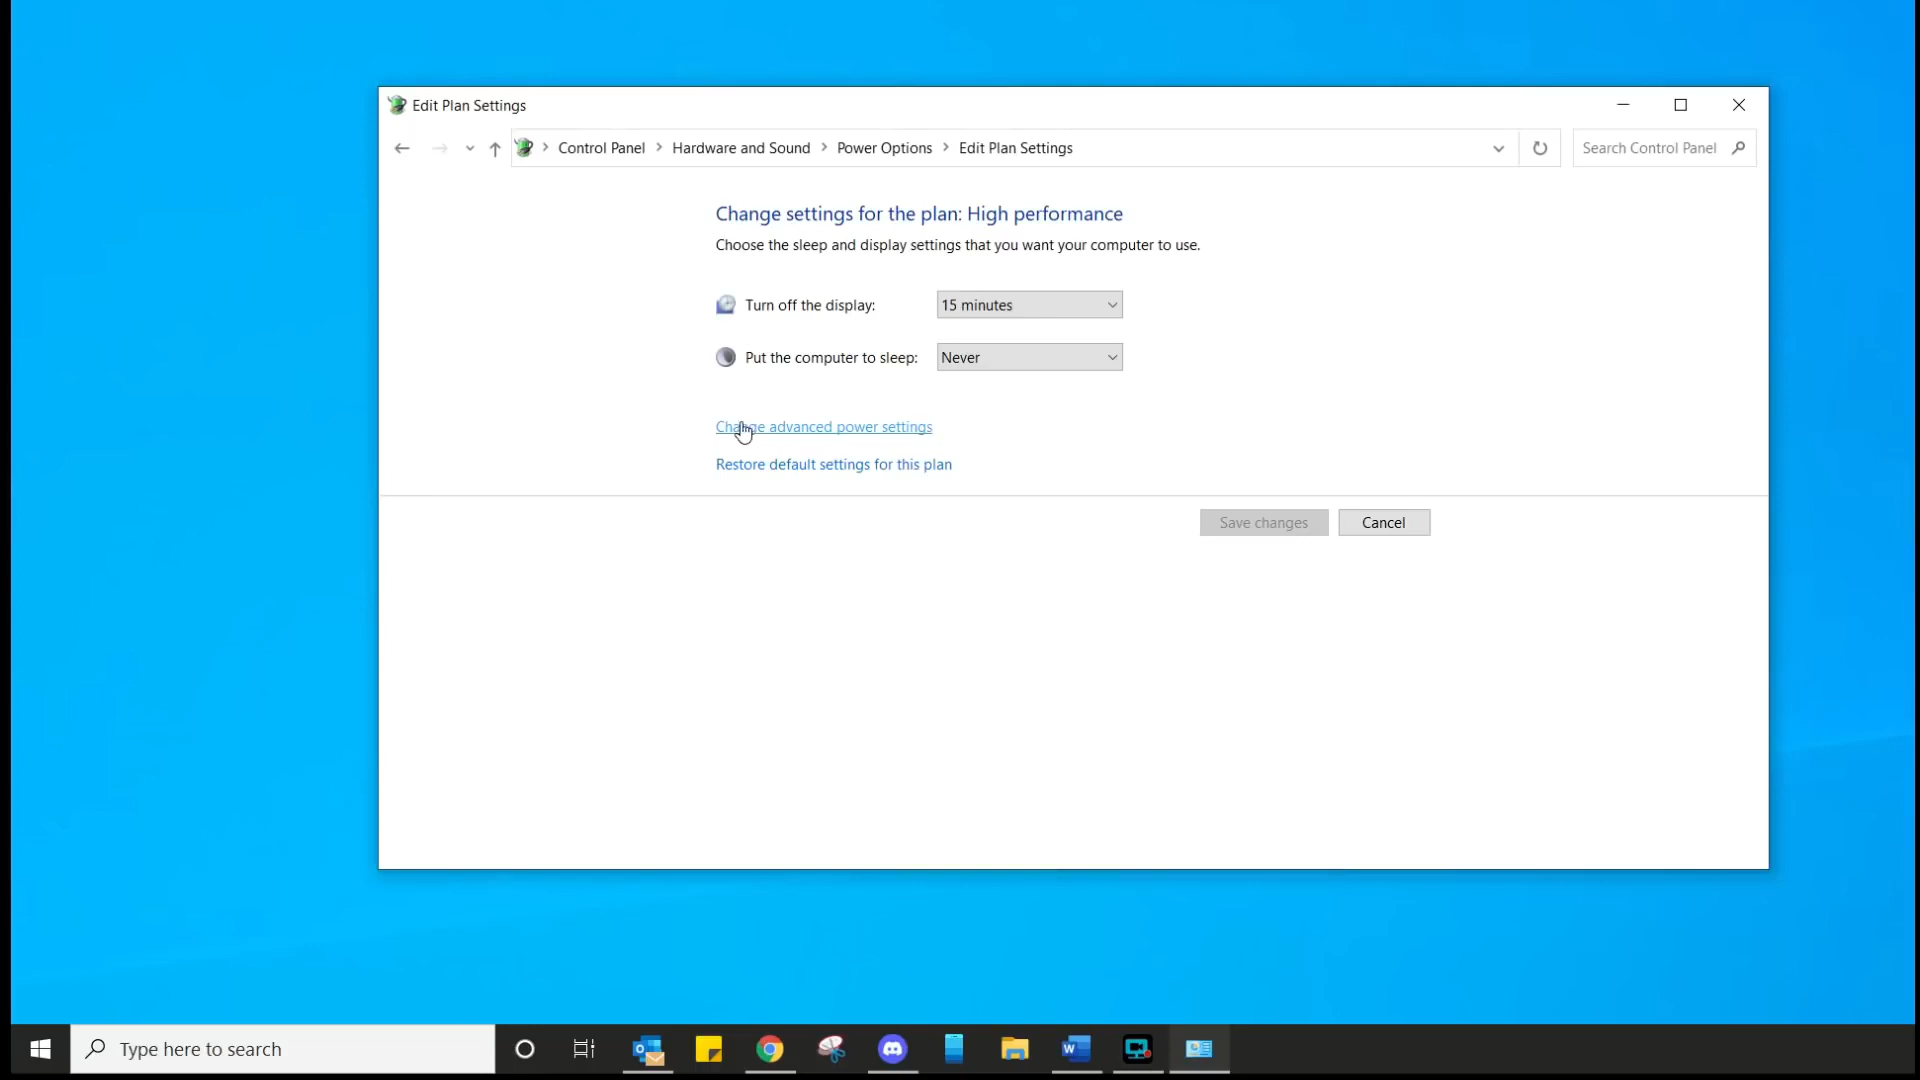 Edit Plan Settings
Control Panel > Hardware and Sound > Power Options > Edit Plan Settings
Search Control Panel
Change settings for the plan: High performance
Choose the sleep and display settings that you want your computer to use.
Turn off the display: 15 minutes
Put the computer to sleep: Never
Change advanced power settings
Restore default settings for this plan
Save changes Cancel
Type here to search